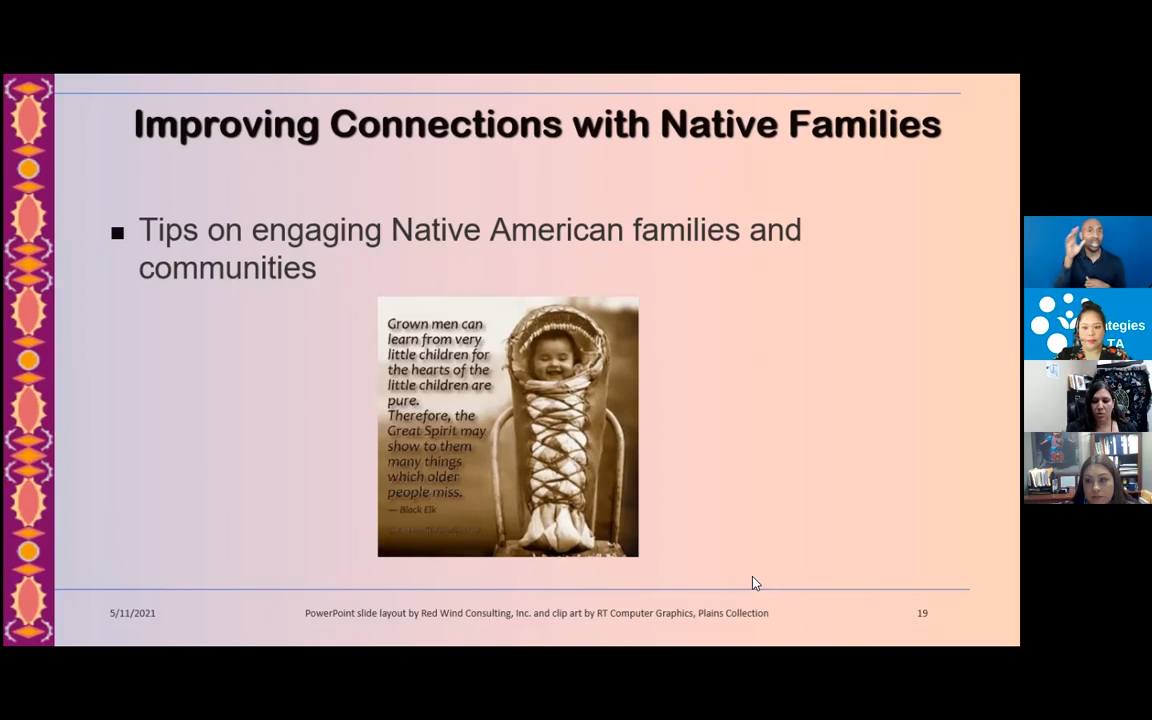 Improving Connections with Native Families
Tips on engaging Native American families and
communities
Grown men can
learn from very
little children for
the hearts of the
little children are
pure.
Therefore, the
Great Spirit may
show to them
many things
which older
people miss.
— Black Elk
5/11/2021
PowerPoint slide layout by Red Wind Consulting, Inc. and clip art by RT Computer Graphics, Plains Collection
19
TA